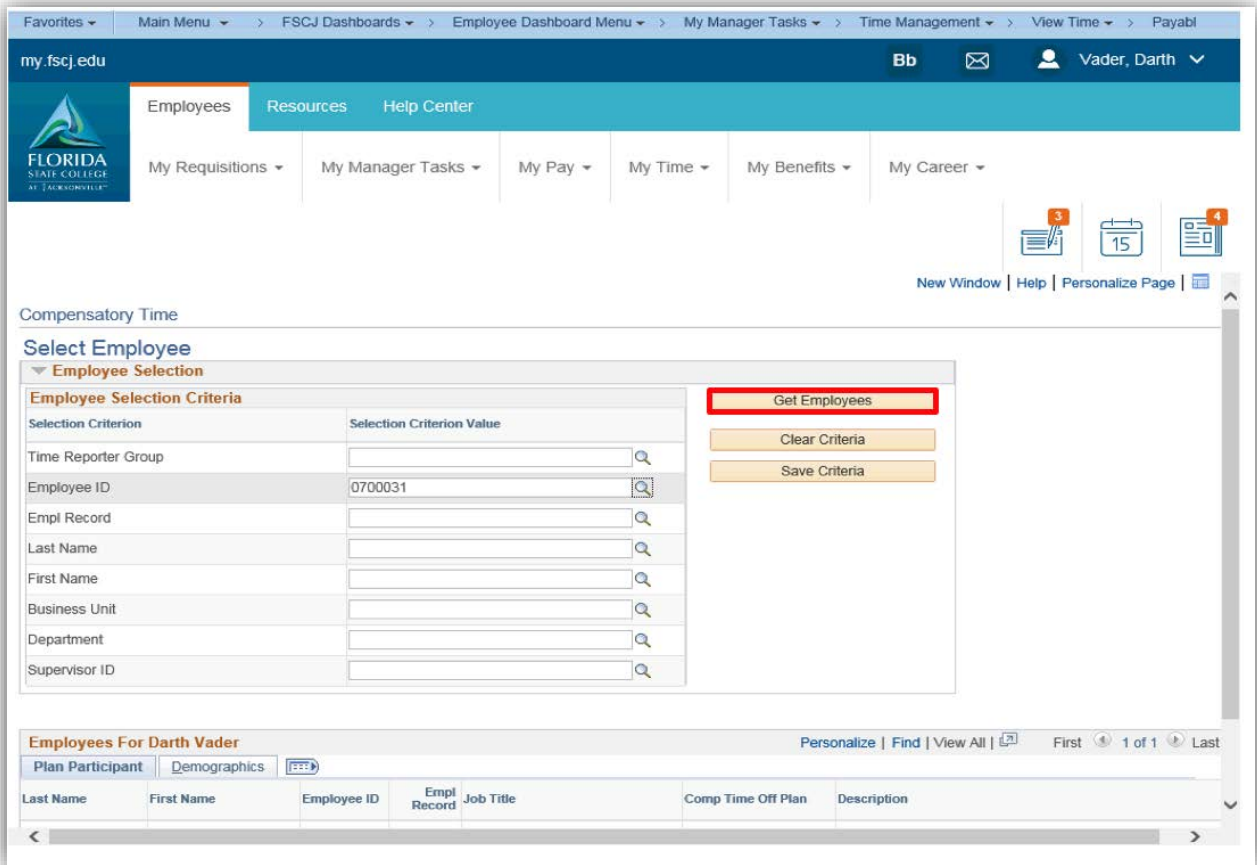 Favorites Main Menu > FSCJ Dashboards > Employee Dashboard Menu > My Manager Tasks > Time Management > View Time > Payabl
my.fscj.edu Bb Vader, Darth
Employees Resources Help Center
FLORIDA
STATE COLLEGE
AT JACKSONVILLE
My Requisitions My Manager Tasks My Pay My Time My Benefits My Career
3 15 4
New Window | Help | Personalize Page |
Compensatory Time
Select Employee
Employee Selection
Employee Selection Criteria
Get Employees
Selection Criterion Selection Criterion Value
Clear Criteria
Time Reporter Group
Save Criteria
Employee ID 0700031
Empl Record
Last Name
First Name
Business Unit
Department
Supervisor ID
Employees For Darth Vader Personalize | Find | View All | First 1 of 1 Last
Plan Participant Demographics
Last Name First Name Employee ID Empl Record Job Title Comp Time Off Plan Description